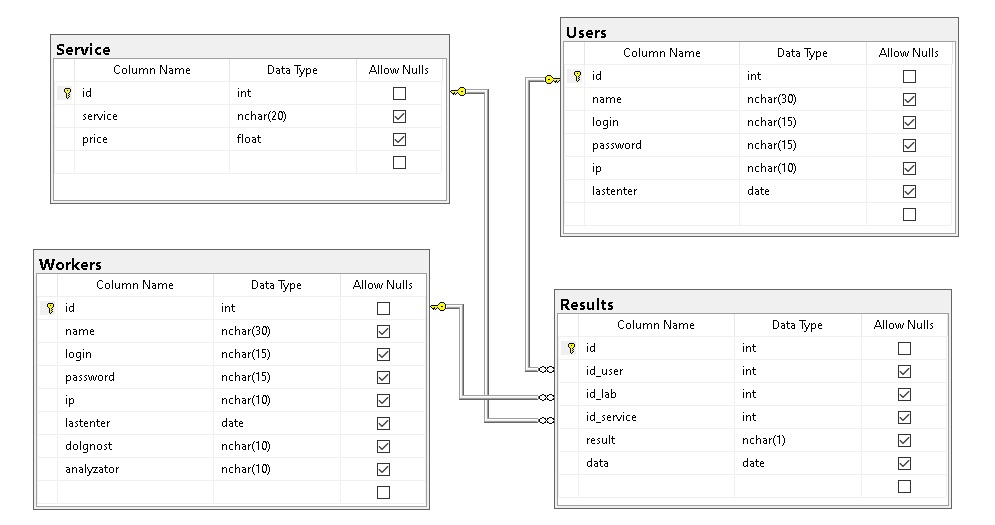 Service
Column Name Data Type Allow Nulls
id int
service nchar(20)
price float
Users
Column Name Data Type Allow Nulls
id int
name nchar(30)
login nchar(15)
password nchar(15)
ip nchar(10)
lastenter date
Workers
Column Name Data Type Allow Nulls
id int
name nchar(30)
login nchar(15)
password nchar(15)
ip nchar(10)
lastenter date
dolgnost nchar(10)
analyzator nchar(10)
Results
Column Name Data Type Allow Nulls
id int
id_user int
id_lab int
id_service int
result nchar(1)
data date